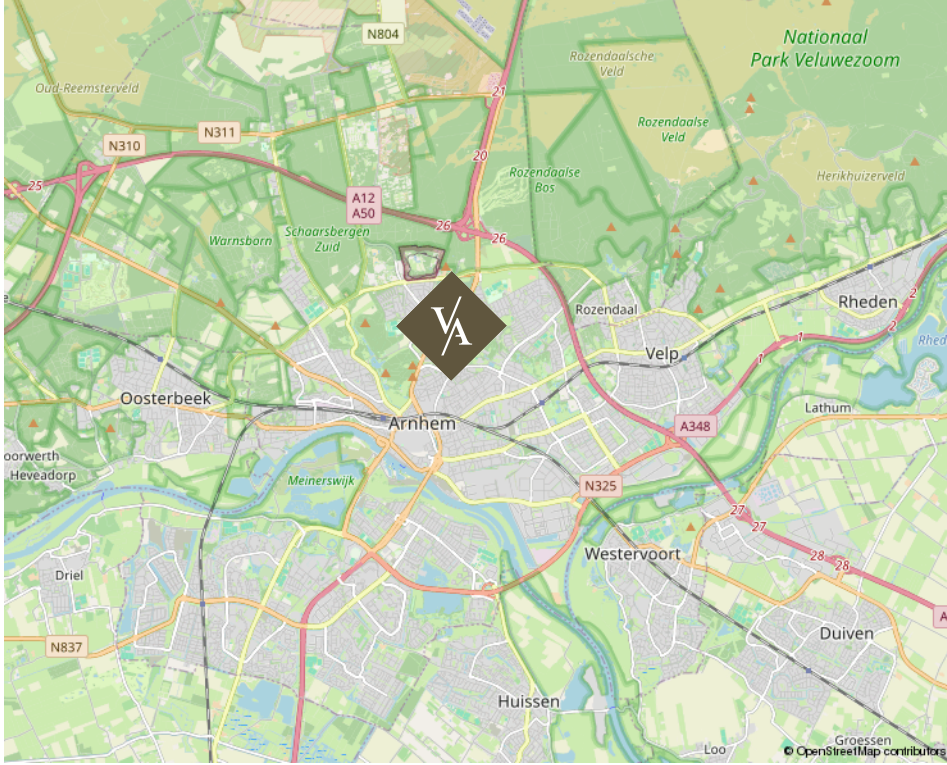 N804
Nationaal
Park Veluwezoom
Rozendaalsche
Veld
Oud-Reemsterveld
21
Rozendaalse
Veld
N311
N310
20
Rozendaalse
Bos
Herikhuizerveld
25
A12
A50
26
26
Schaarsbergen
Zuid
Warnsborn
2
Rheden
Rozendaal
V/A
2
1
1
Rhed
Velp
Oosterbeek
Lathum
Arnhem
A348
oorwerth
Heveadorp
Meinerswijk
N325
27
27
Westervoort
28
28
Driel
A
Duiven
N837
Huissen
Groessen
Loo
© OpenStreetMap contributors